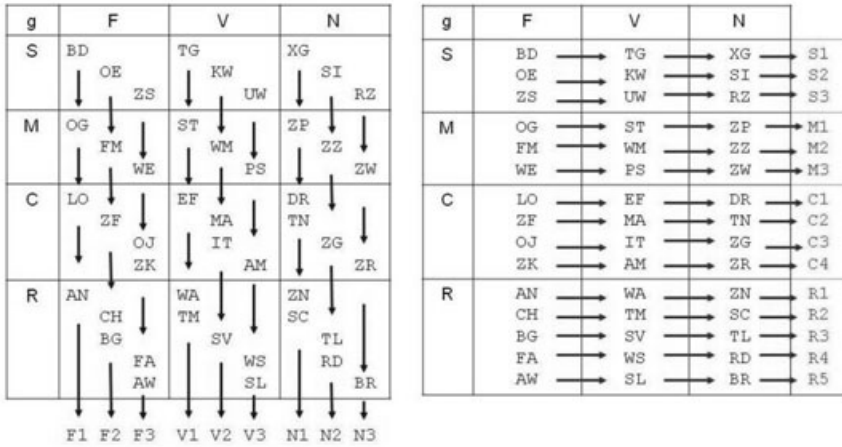 g F V N
S BD TG XG
OE KW SI
ZS UW RZ
M OG ST ZP
FM WM ZZ
WE PS ZW
C LO EF DR
ZF MA TN
OJ IT ZG
ZK AM ZR
R AN WA ZN
CH TM SC
BG SV TL
FA WS RD
AW SL BR
F1 F2 F3 V1 V2 V3 N1 N2 N3
g F V N
S BD TG XG S1
OE KW SI S2
ZS UW RZ S3
M OG ST ZP M1
FM WM ZZ M2
WE PS ZW M3
C LO EF DR C1
ZF MA TN C2
OJ IT ZG C3
ZK AM ZR C4
R AN WA ZN R1
CH TM SC R2
BG SV TL R3
FA WS RD R4
AW SL BR R5